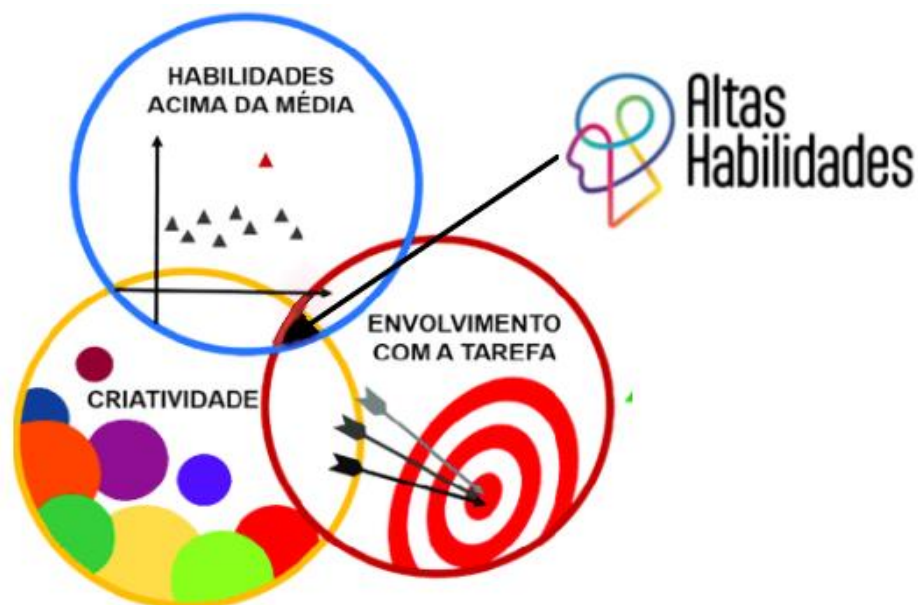 HABILIDADES
ACIMA DA MÉDIA
Altas
Habilidades
ENVOLVIMENTO
COM A TAREFA
CRIATIVIDADE